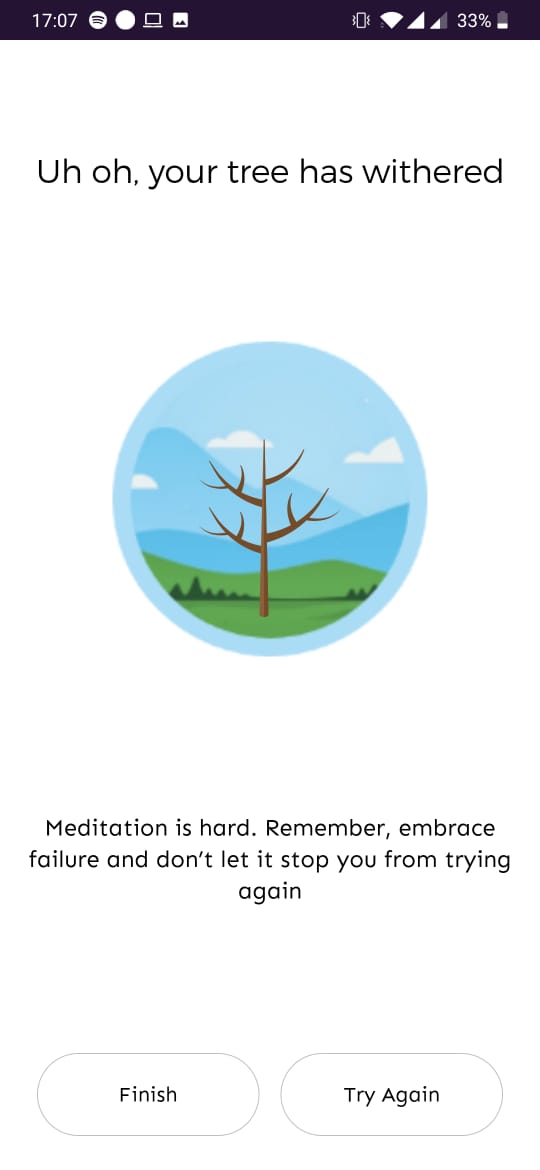 17:07
33%
Uh oh, your tree has withered
Meditation is hard. Remember, embrace
failure and don’t let it stop you from trying
again
Finish
Try Again